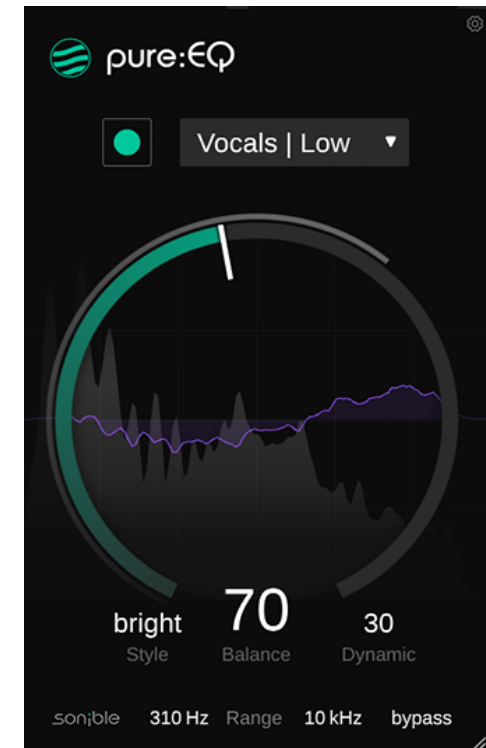 pure:EQ
Vocals | Low
bright 70 30
Style Balance Dynamic
sonible 310 Hz Range 10 kHz bypass